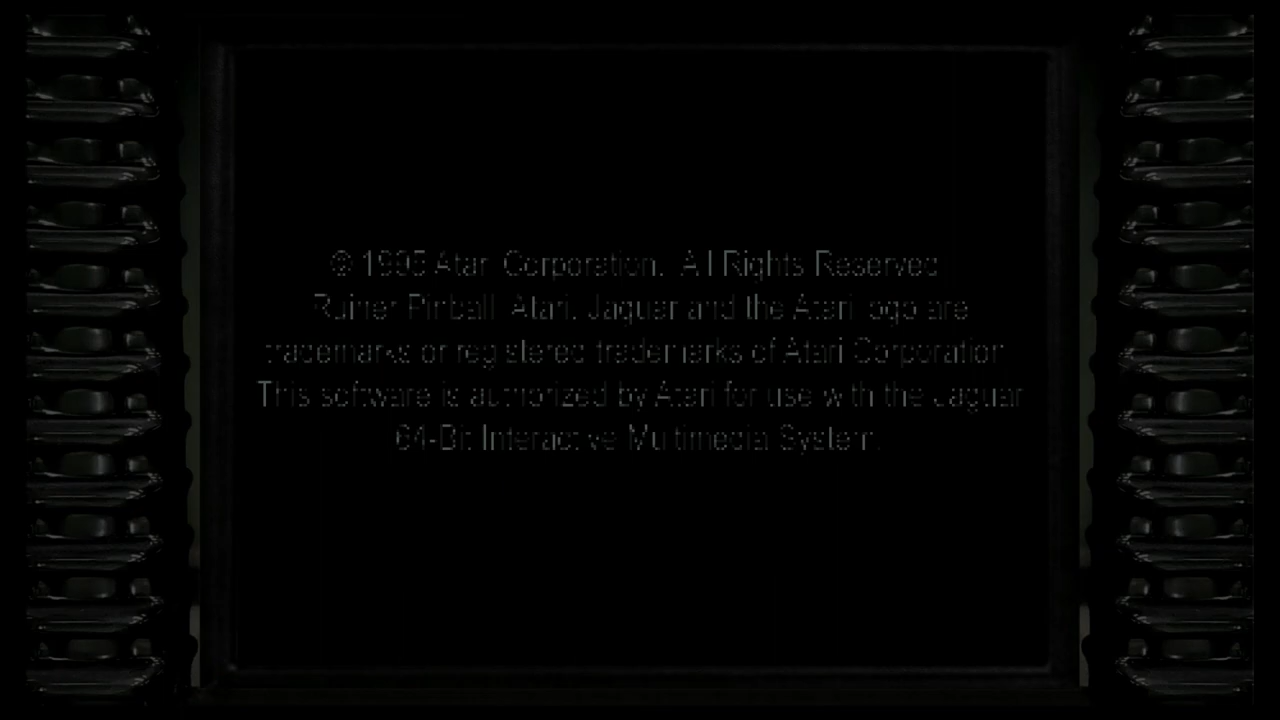 © 1995 Atari Corporation. All Rights Reserved
Ruiner Pinball, Atari, Jaguar and the Atari logo are
trademarks or registered trademarks of Atari Corporation
This software is authorized by Atari for use with the Jaguar
64-Bit Interactive Multimedia System.